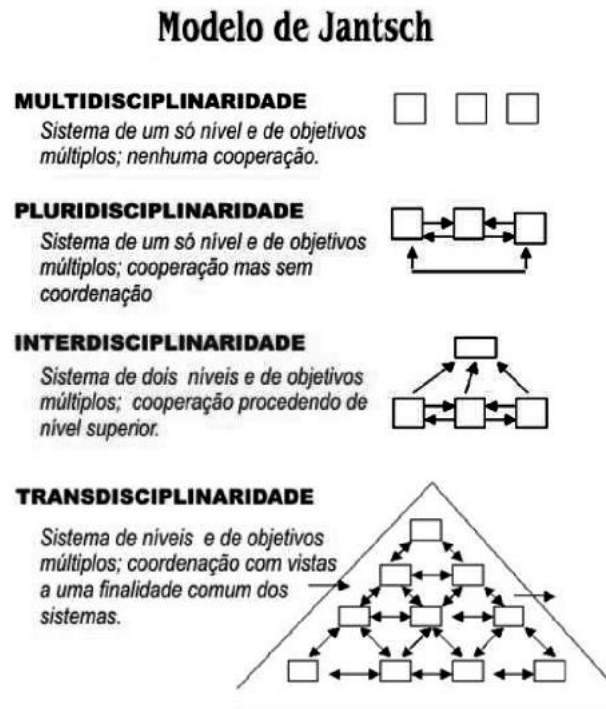 Modelo de Jantsch
MULTIDISCIPLINARIDADE
Sistema de um só nível e de objetivos
múltiplos; nenhuma cooperação.
PLURIDISCIPLINARIDADE
Sistema de um só nível e de objetivos
múltiplos; cooperação mas sem
coordenação
INTERDISCIPLINARIDADE
Sistema de dois níveis e de objetivos
múltiplos; cooperação procedendo de
nível superior.
TRANSDISCIPLINARIDADE
Sistema de níveis e de objetivos
múltiplos; coordenação com vistas
a uma finalidade comum dos
sistemas.